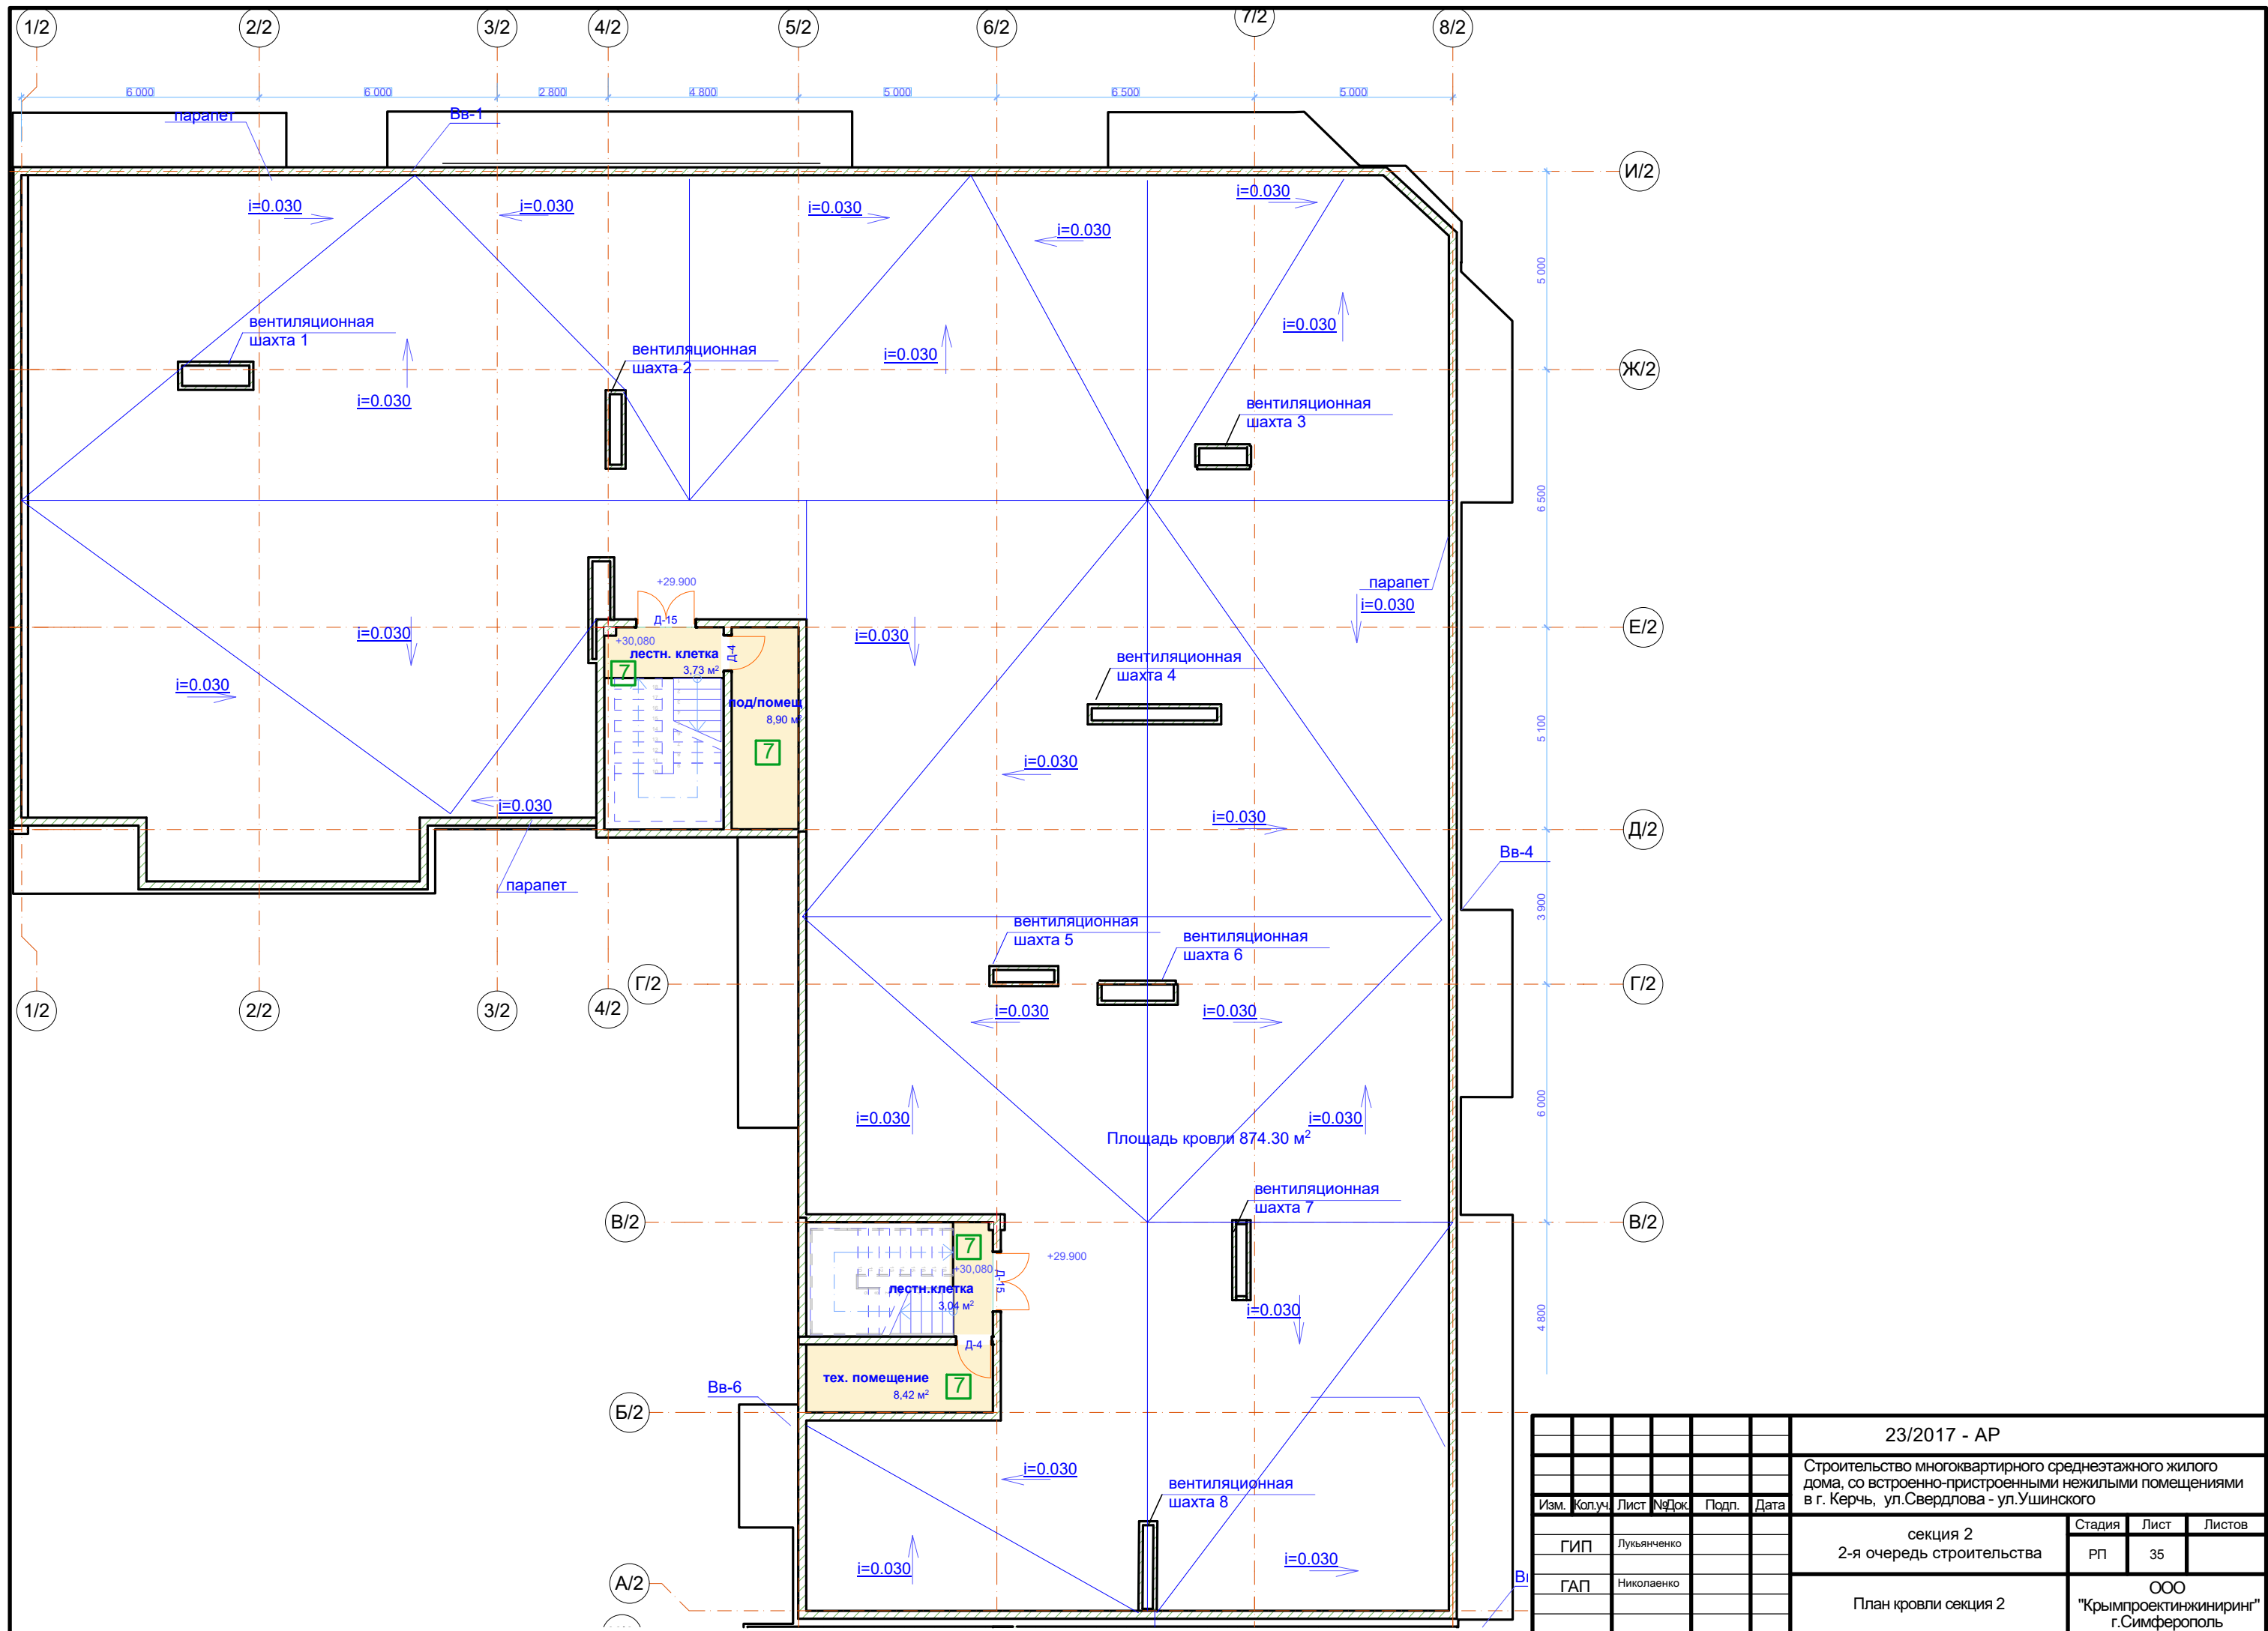 1/2
2/2
3/2
4/2
5/2
6/2
7/2
8/2
6 000
6 000
2 800
4 800
5 000
6 500
5 000
парапет
Вв-1
И/2
i=0.030
i=0.030
i=0.030
i=0.030
i=0.030
5 000
вентиляционная
шахта 1
i=0.030
вентиляционная
шахта 2
i=0.030
i=0.030
Ж/2
вентиляционная
шахта 3
6 500
+29.900
парапет
i=0.030
Д-15
Е/2
i=0.030
+30,080
лестн. клетка
3,73 м²
Д-4
7
i=0.030
вентиляционная
шахта 4
i=0.030
под/помещ
8,90 м²
7
5 100
i=0.030
i=0.030
i=0.030
Д/2
Вв-4
парапет
3 900
вентиляционная
шахта 5
вентиляционная
шахта 6
Г/2
Г/2
1/2
2/2
3/2
4/2
i=0.030
i=0.030
6 000
i=0.030
i=0.030
Площадь кровли 874.30 м²
вентиляционная
шахта 7
В/2
В/2
7
+30,080
+29.900
Д-15
лестн.клетка
3,04 м²
i=0.030
4 800
Д-4
тех. помещение
8,42 м²
7
Вв-6
Б/2
i=0.030
вентиляционная
шахта 8
i=0.030
i=0.030
А/2
23/2017 - АР
Строительство многоквартирного среднеэтажного жилого
дома, со встроенно-пристроенными нежилыми помещениями
в г. Керчь, ул.Свердлова - ул.Ушинского
Изм. Кол.уч. Лист №Док. Подп. Дата
секция 2
2-я очередь строительства
Стадия Лист Листов
РП 35
ГИП Лукьянченко
ГАП Николаенко
План кровли секция 2
ООО
"Крымпроектинжиниринг"
г.Симферополь